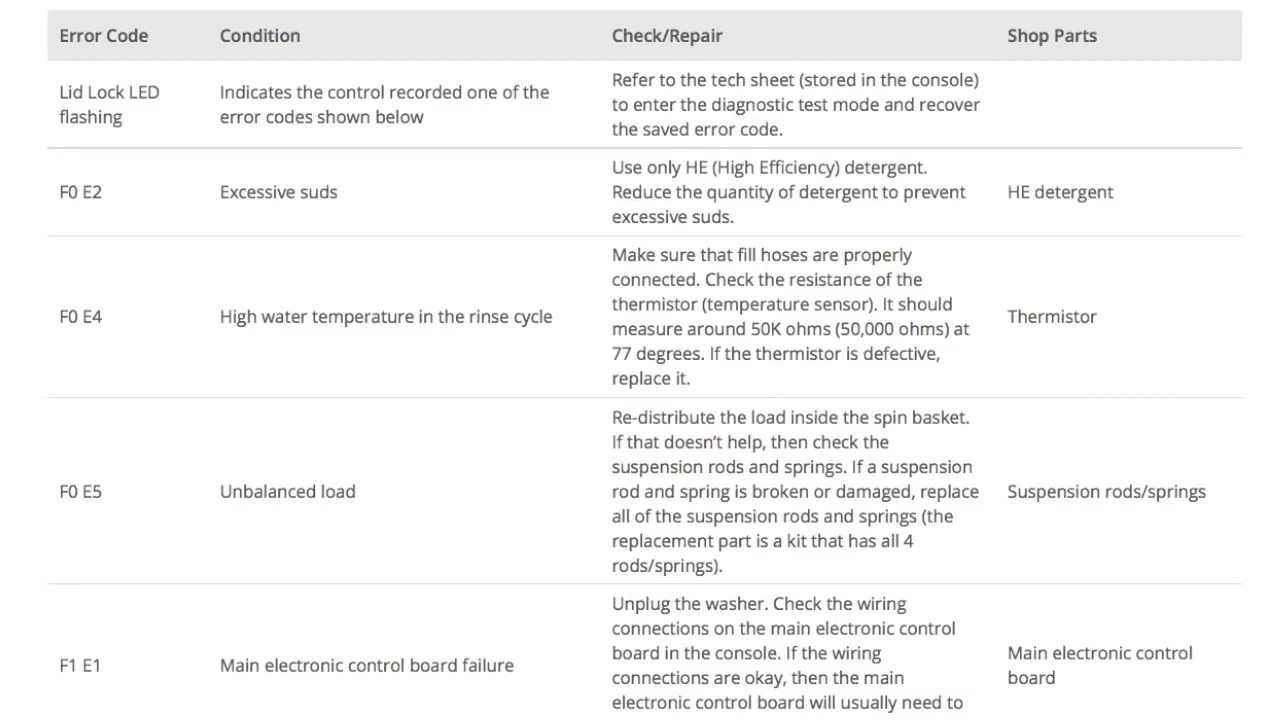 Error Code Condition Check/Repair Shop Parts
Lid Lock LED
flashing
Indicates the control recorded one of the
error codes shown below
Refer to the tech sheet (stored in the console)
to enter the diagnostic test mode and recover
the saved error code.
F0 E2
Excessive suds
Use only HE (High Efficiency) detergent.
Reduce the quantity of detergent to prevent
excessive suds.
HE detergent
F0 E4
High water temperature in the rinse cycle
Make sure that fill hoses are properly
connected. Check the resistance of the
thermistor (temperature sensor). It should
measure around 50K ohms (50,000 ohms) at
77 degrees. If the thermistor is defective,
replace it.
Thermistor
F0 E5
Unbalanced load
Re-distribute the load inside the spin basket.
If that doesn’t help, then check the
suspension rods and springs. If a suspension
rod and spring is broken or damaged, replace
all of the suspension rods and springs (the
replacement part is a kit that has all 4
rods/springs).
Suspension rods/springs
F1 E1
Main electronic control board failure
Unplug the washer. Check the wiring
connections on the main electronic control
board in the console. If the wiring
connections are okay, then the main
electronic control board will usually need to
Main electronic control
board